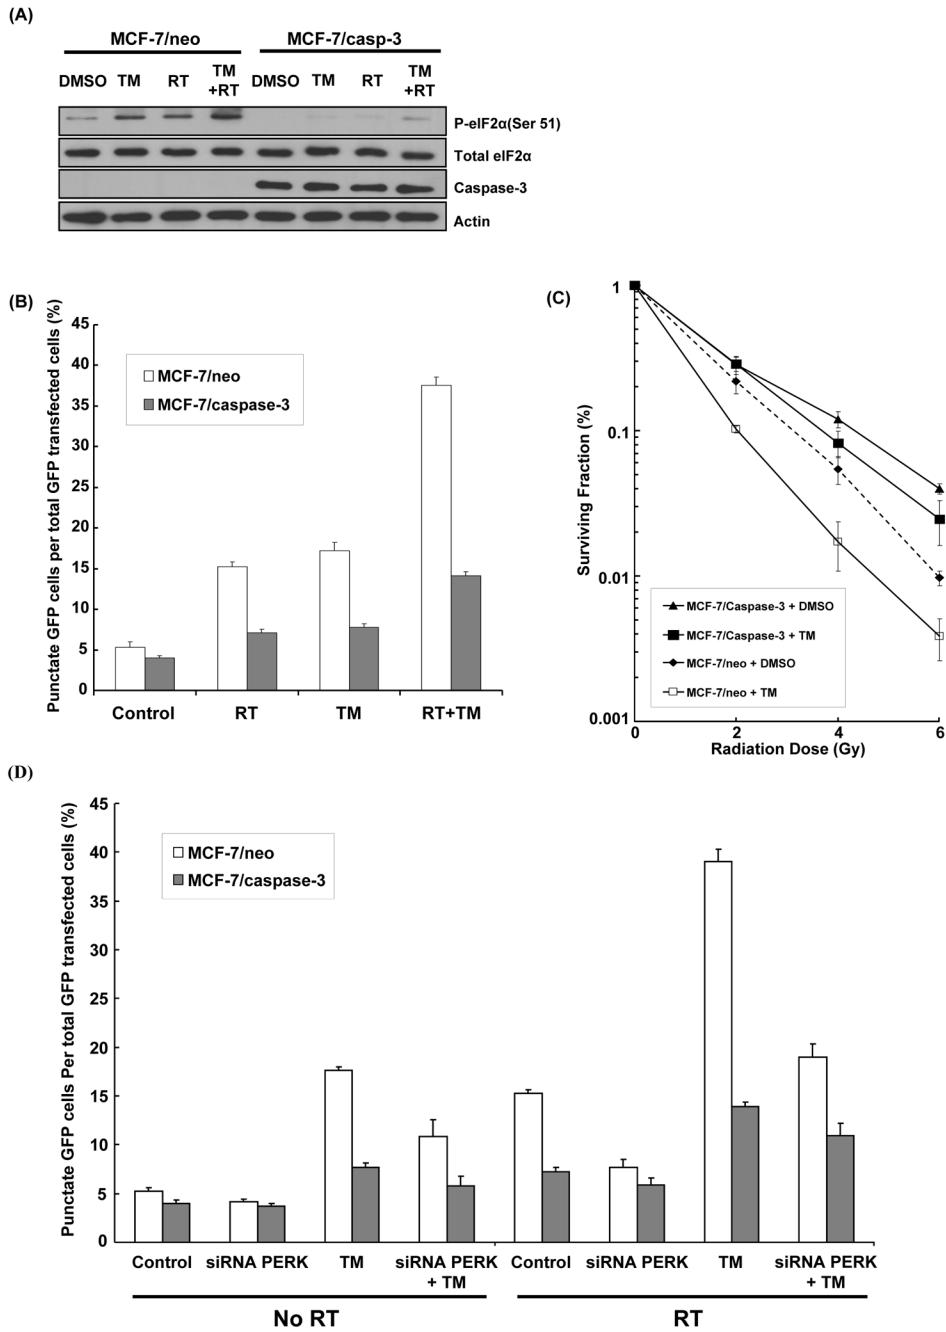 (A)
MCF-7/neo MCF-7/casp-3
DMSO TM RT TM +RT DMSO TM RT TM +RT
P-eIF2α(Ser 51)
Total eIF2α
Caspase-3
Actin
(B)
Punctate GFP cells per total GFP transfected cells (%)
45
40
35
30
25
20
15
10
5
0
MCF-7/neo
MCF-7/caspase-3
Control RT TM RT+TM
(C)
Surviving Fraction (%)
1
0.1
0.01
0.001
MCF-7/Caspase-3 + DMSO
MCF-7/Caspase-3 + TM
MCF-7/neo + DMSO
MCF-7/neo + TM
0 2 4 6
Radiation Dose (Gy)
(D)
Punctate GFP cells Per total GFP transfected cells (%)
45
40
35
30
25
20
15
10
5
0
MCF-7/neo
MCF-7/caspase-3
Control siRNA PERK TM siRNA PERK + TM Control siRNA PERK TM siRNA PERK + TM
No RT RT